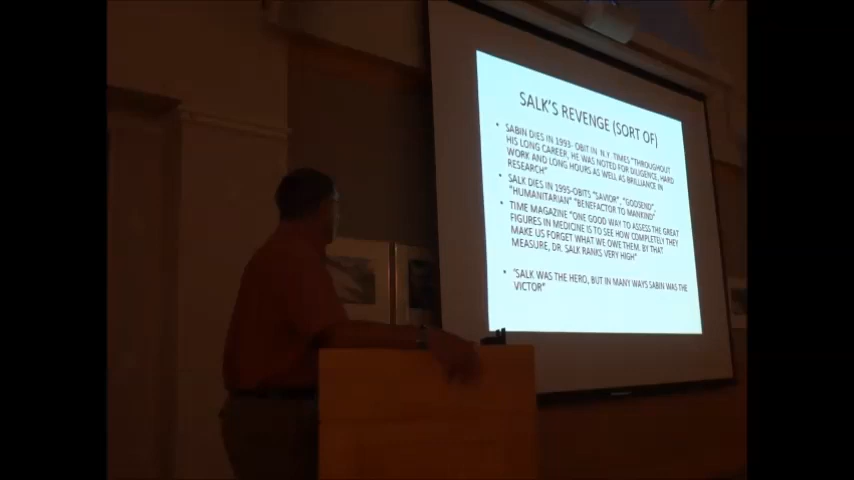 SALK'S REVENGE (SORT OF)
• SABIN DIES IN 1993- OBIT IN N.Y. TIMES "THROUGHOUT
HIS LONG CAREER, HE WAS NOTED FOR DILIGENCE, HARD
WORK AND LONG HOURS AS WELL AS BRILLIANCE IN
RESEARCH"
• SALK DIES IN 1995-OBITS "SAVIOR", "GODSEND",
"HUMANITARIAN" "BENEFACTOR TO MANKIND"
• TIME MAGAZINE "ONE GOOD WAY TO ASSESS THE GREAT
FIGURES IN MEDICINE IS TO SEE HOW COMPLETELY THEY
MAKE US FORGET WHAT WE OWE THEM. BY THAT
MEASURE, DR. SALK RANKS VERY HIGH"
• "SALK WAS THE HERO, BUT IN MANY WAYS SABIN WAS THE
VICTOR"